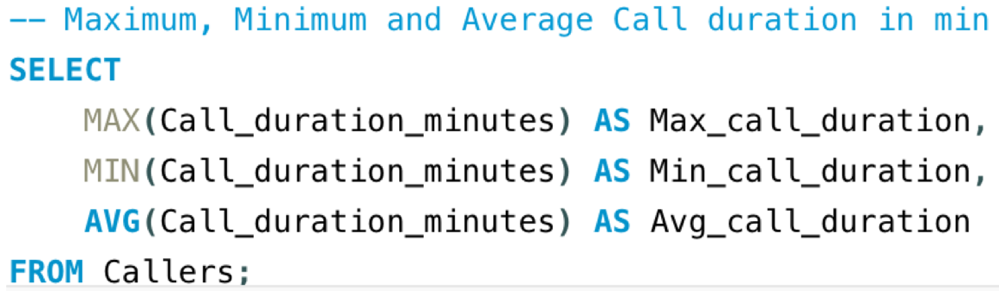 -- Maximum, Minimum and Average Call duration in min
SELECT
    MAX(Call_duration_minutes) AS Max_call_duration,
    MIN(Call_duration_minutes) AS Min_call_duration,
    AVG(Call_duration_minutes) AS Avg_call_duration
FROM Callers;